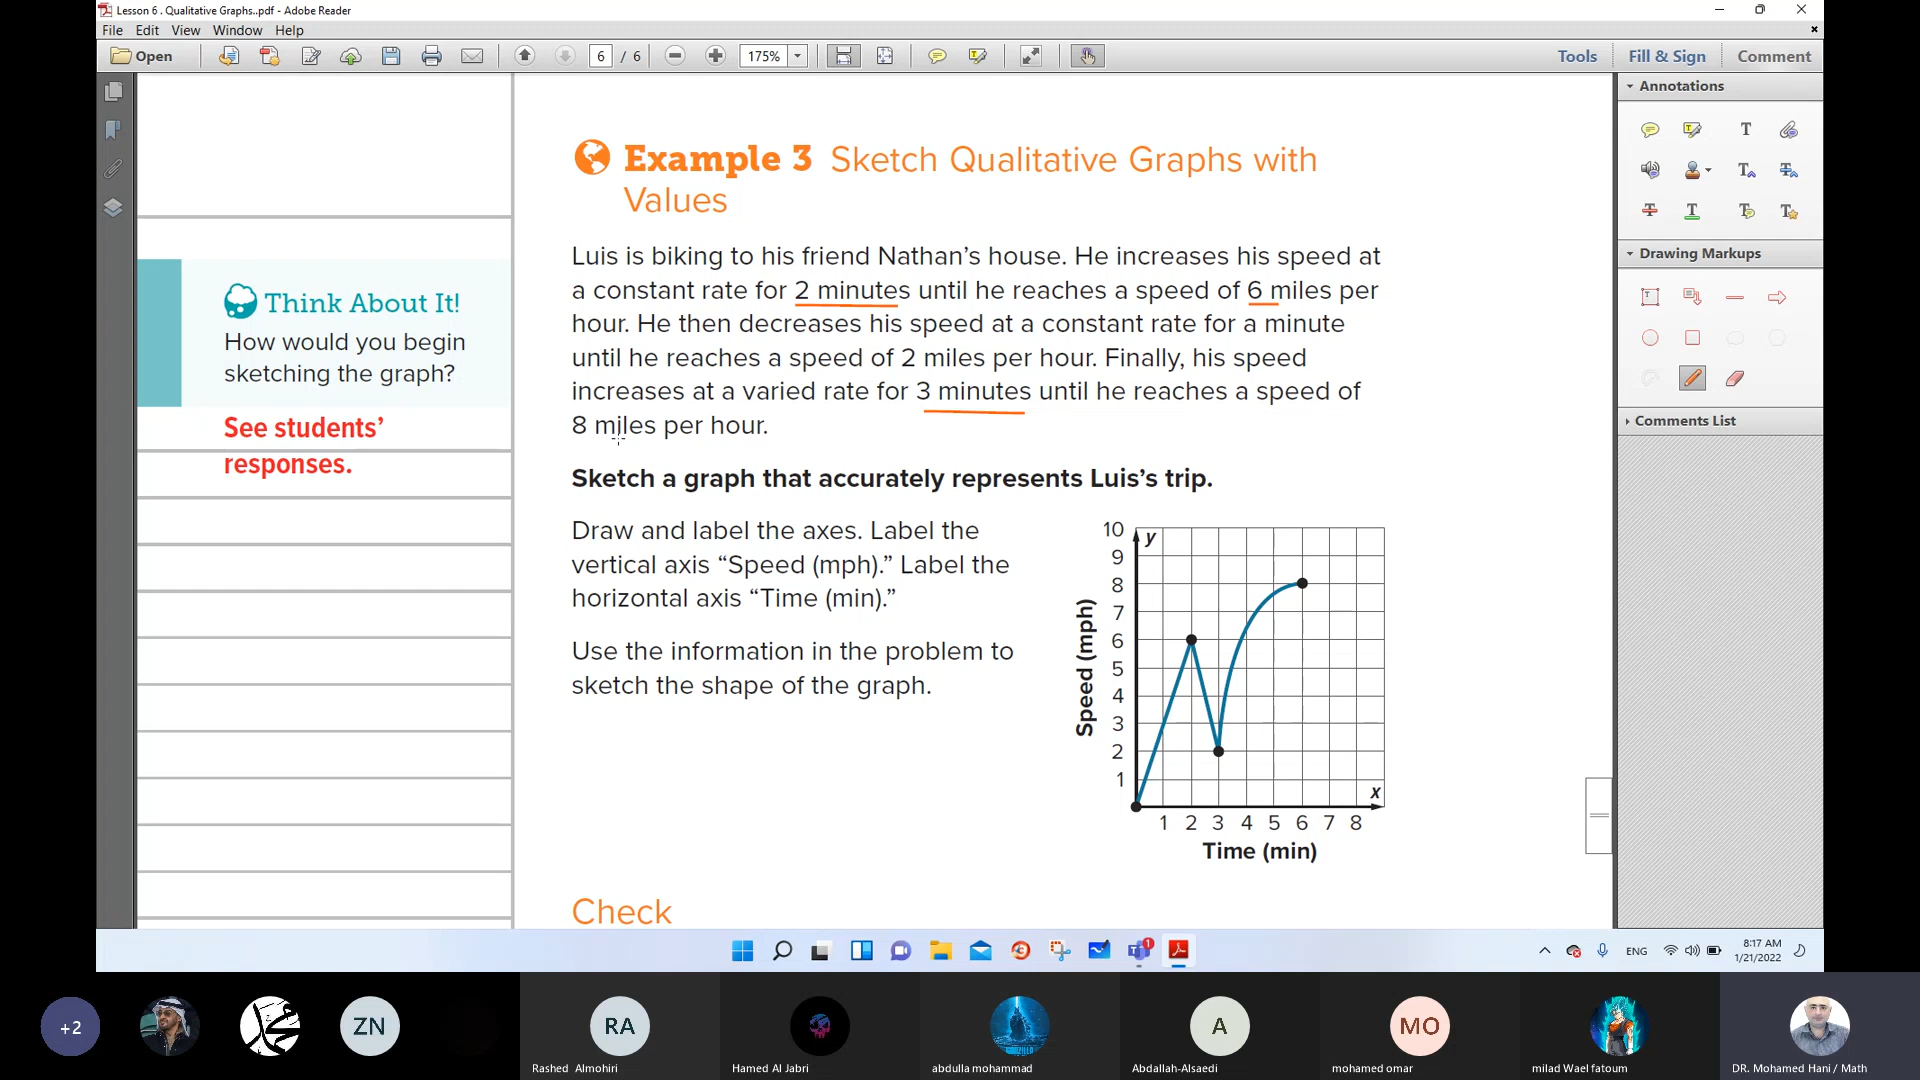 Lesson 6 . Qualitative Graphs..pdf - Adobe Reader
File Edit View Window Help
Open 6 / 6 175% Tools Fill & Sign Comment
Annotations
Drawing Markups
Comments List
Example 3 Sketch Qualitative Graphs with
Values
Luis is biking to his friend Nathan's house. He increases his speed at
a constant rate for 2 minutes until he reaches a speed of 6 miles per
hour. He then decreases his speed at a constant rate for a minute
until he reaches a speed of 2 miles per hour. Finally, his speed
increases at a varied rate for 3 minutes until he reaches a speed of
8 miles per hour.
Think About It!
How would you begin
sketching the graph?
See students'
responses.
Sketch a graph that accurately represents Luis's trip.
Draw and label the axes. Label the
vertical axis “Speed (mph).” Label the
horizontal axis “Time (min).”
Use the information in the problem to
sketch the shape of the graph.
10
9
8
7
6
5
4
3
2
1
y
x
Speed (mph)
1 2 3 4 5 6 7 8
Time (min)
Check
1
ENG
8:17 AM
1/21/2022
+2
ZN
RA
A
MO
Rashed Almohiri
Hamed Al Jabri
abdulla mohammad
Abdallah-Alsaedi
mohamed omar
milad Wael fatoum
DR. Mohamed Hani / Math